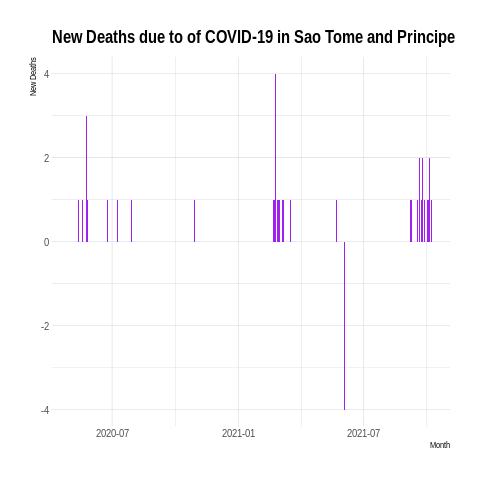 New Deaths due to of COVID-19 in Sao Tome and Principe
New Deaths
4
2
0
-2
-4
2020-07
2021-01
2021-07
Month